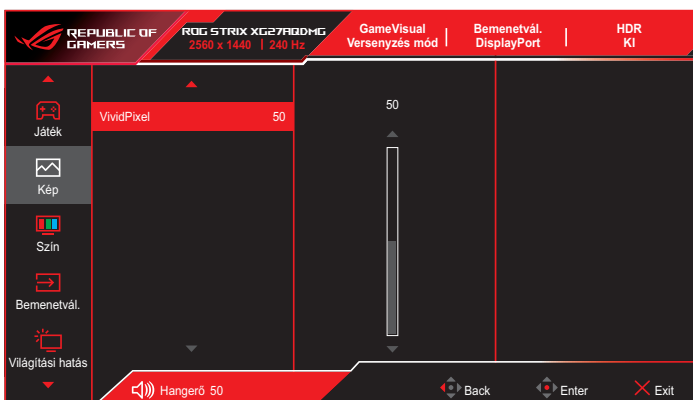 REPUBLIC OF
GAMERS
ROG STRIX XG27AQDMG
2560 x 1440 | 240 Hz
GameVisual
Versenyzés mód
Bemenetvál.
DisplayPort
HDR
KI
Játék
Kép
Szín
Bemenetvál.
Világítási hatás
VividPixel 50
50
Hangerő 50
Back
Enter
Exit